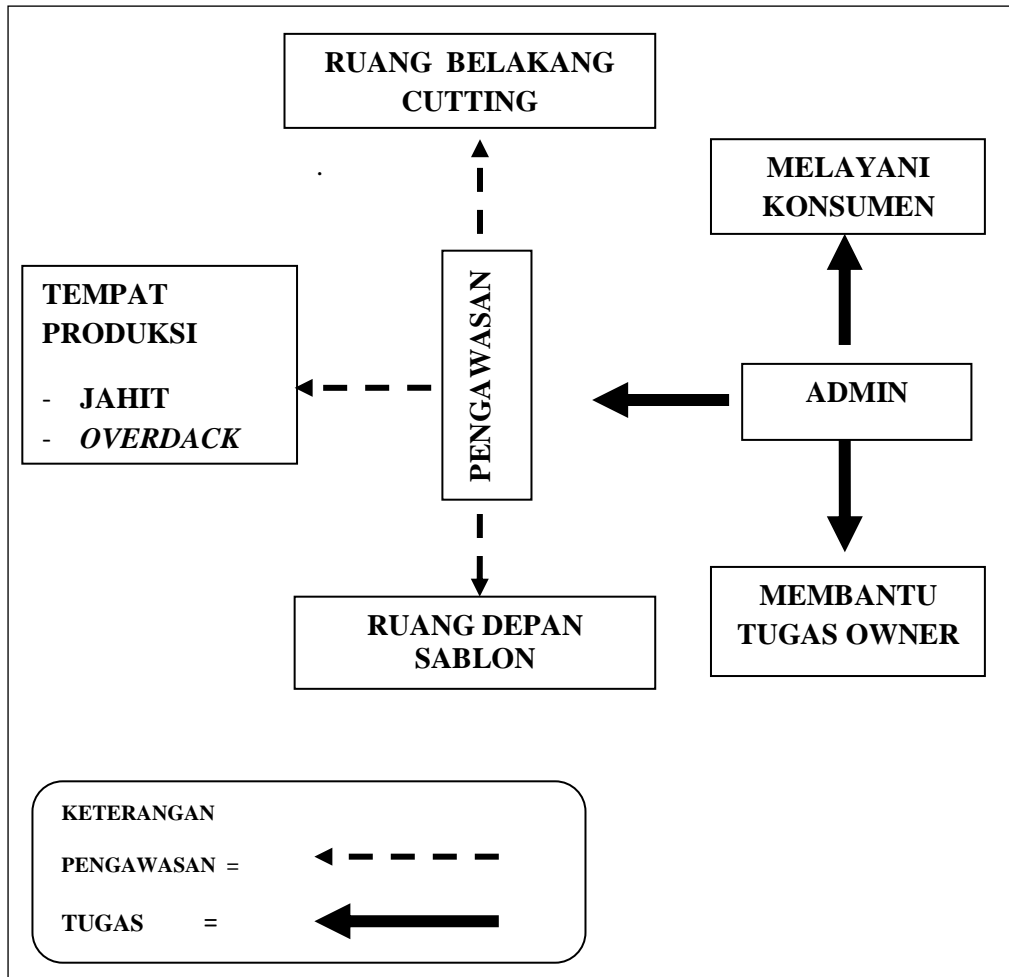 RUANG BELAKANG
CUTTING
.
MELAYANI
KONSUMEN
TEMPAT
PRODUKSI
- JAHIT
- OVERDACK
PENGAWASAN
ADMIN
RUANG DEPAN
SABLON
MEMBANTU
TUGAS OWNER
KETERANGAN
PENGAWASAN =
TUGAS =